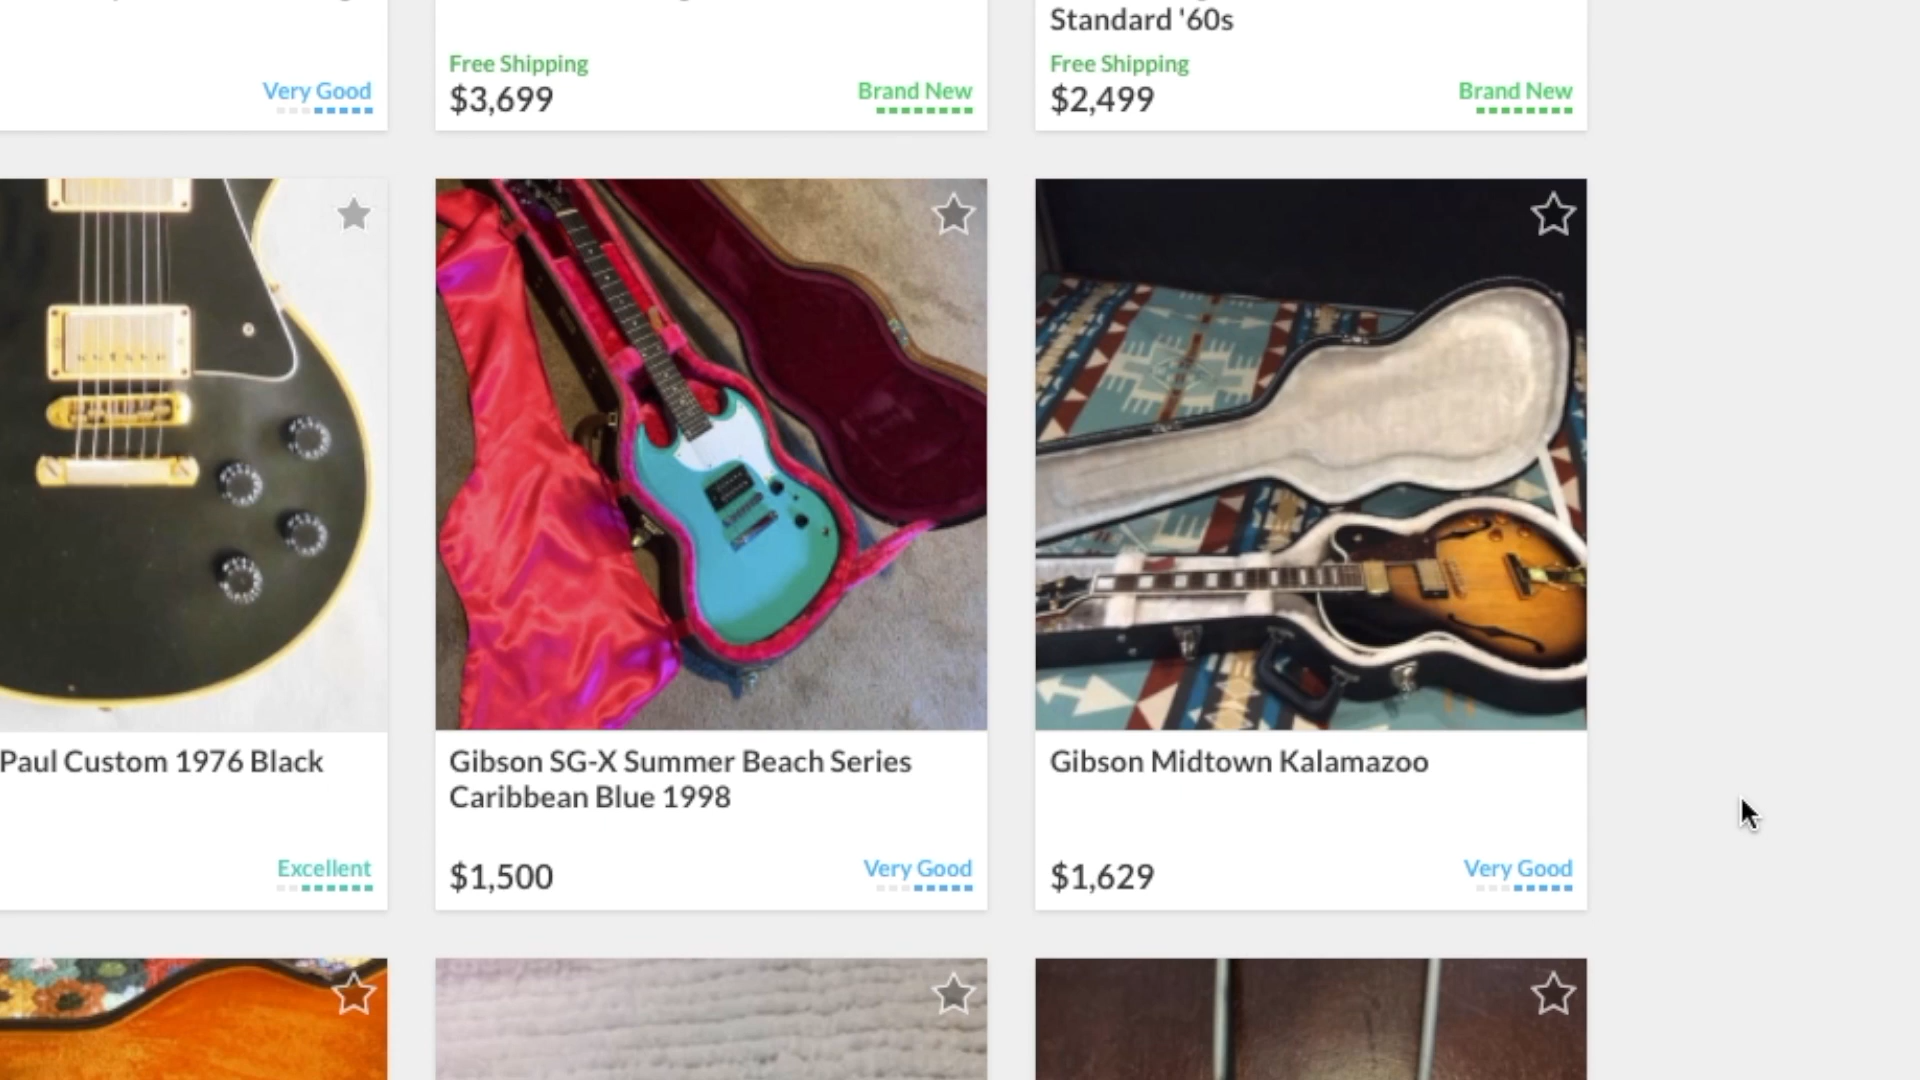 Standard '60s
Very Good
Free Shipping
$3,699
Brand New
Free Shipping
$2,499
Brand New
Paul Custom 1976 Black
Excellent
Gibson SG-X Summer Beach Series
Caribbean Blue 1998
$1,500
Very Good
Gibson Midtown Kalamazoo
$1,629
Very Good